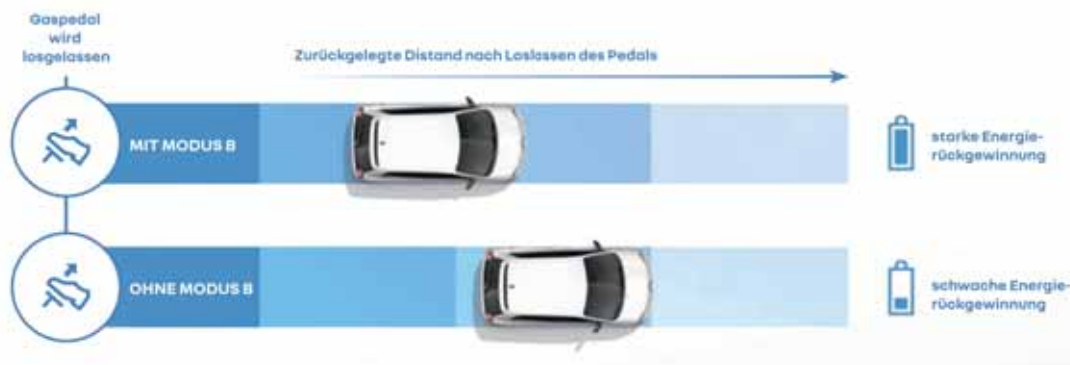 Gaspedal
wird
losgelassen
Zurückgelegte Distand nach Loslassen des Pedals
MIT MODUS B
starke Energie-
rückgewinnung
OHNE MODUS B
schwache Energie-
rückgewinnung